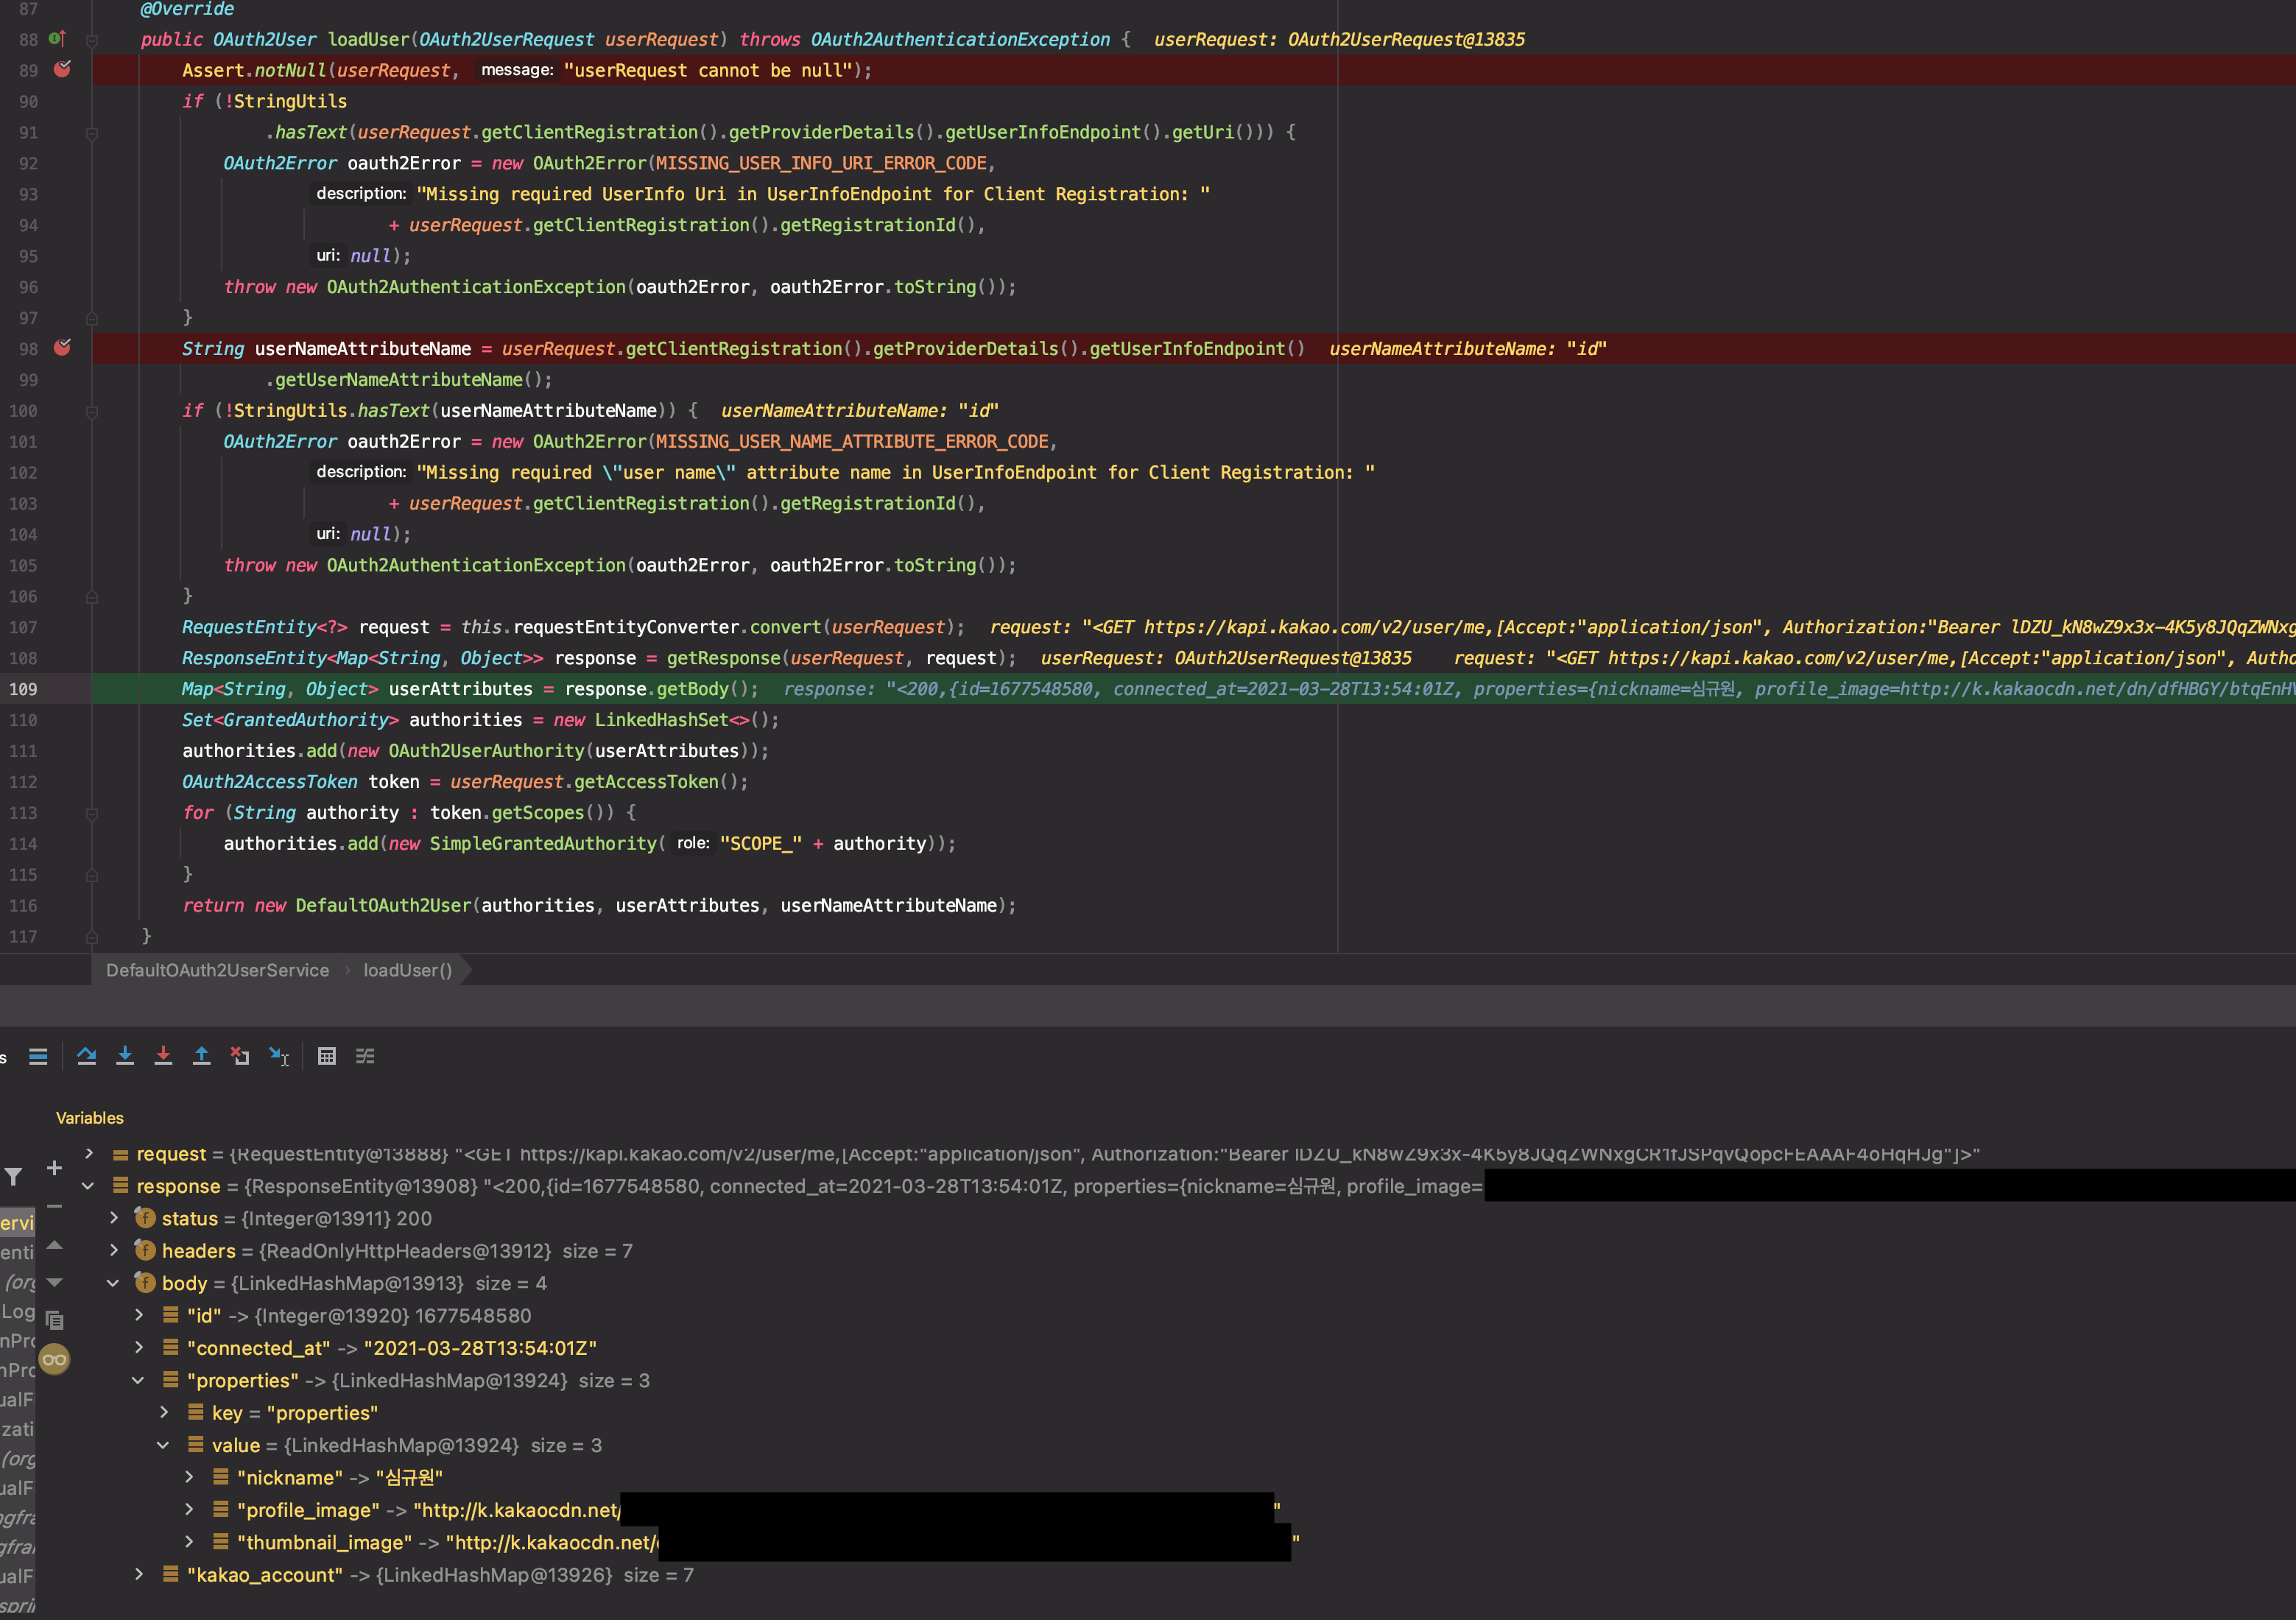 87 @Override
88 public OAuth2User loadUser(OAuth2UserRequest userRequest) throws OAuth2AuthenticationException { userRequest: OAuth2UserRequest@13835
89 Assert.notNull(userRequest, message: "userRequest cannot be null");
90 if (!StringUtils
91 .hasText(userRequest.getClientRegistration().getProviderDetails().getUserInfoEndpoint().getUri())) {
92 OAuth2Error oauth2Error = new OAuth2Error(MISSING_USER_INFO_URI_ERROR_CODE,
93 description: "Missing required UserInfo Uri in UserInfoEndpoint for Client Registration: "
94 + userRequest.getClientRegistration().getRegistrationId(),
95 uri: null);
96 throw new OAuth2AuthenticationException(oauth2Error, oauth2Error.toString());
97 }
98 String userNameAttributeName = userRequest.getClientRegistration().getProviderDetails().getUserInfoEndpoint() userNameAttributeName: "id"
99 .getUserNameAttributeName();
100 if (!StringUtils.hasText(userNameAttributeName)) { userNameAttributeName: "id"
101 OAuth2Error oauth2Error = new OAuth2Error(MISSING_USER_NAME_ATTRIBUTE_ERROR_CODE,
102 description: "Missing required \"user name\" attribute name in UserInfoEndpoint for Client Registration: "
103 + userRequest.getClientRegistration().getRegistrationId(),
104 uri: null);
105 throw new OAuth2AuthenticationException(oauth2Error, oauth2Error.toString());
106 }
107 RequestEntity<?> request = this.requestEntityConverter.convert(userRequest); request: "<GET https://kapi.kakao.com/v2/user/me,[Accept:"application/json", Authorization:"Bearer lDZU_kN8wZ9x3x-4K5y8JQqZWNxg
108 ResponseEntity<Map<String, Object>> response = getResponse(userRequest, request); userRequest: OAuth2UserRequest@13835 request: "<GET https://kapi.kakao.com/v2/user/me,[Accept:"application/json", Autho
109 Map<String, Object> userAttributes = response.getBody(); response: "<200,{id=1677548580, connected_at=2021-03-28T13:54:01Z, properties={nickname=심규원, profile_image=http://k.kakaocdn.net/dn/dfHBGY/btqEnH
110 Set<GrantedAuthority> authorities = new LinkedHashSet<>();
111 authorities.add(new OAuth2UserAuthority(userAttributes));
112 OAuth2AccessToken token = userRequest.getAccessToken();
113 for (String authority : token.getScopes()) {
114 authorities.add(new SimpleGrantedAuthority( role: "SCOPE_" + authority));
115 }
116 return new DefaultOAuth2User(authorities, userAttributes, userNameAttributeName);
117 }
DefaultOAuth2UserService › loadUser()
s
Variables
request = {RequestEntity@13888} "<GET https://kapi.kakao.com/v2/user/me,[Accept:"application/json", Authorization:"Bearer lDZU_kN8wZ9x3x-4K5y8JQqZWNxgCR1fJSPqvQopcFEAAAF4oHqHJg"]>"
response = {ResponseEntity@13908} "<200,{id=1677548580, connected_at=2021-03-28T13:54:01Z, properties={nickname=심규원, profile_image=
status = {Integer@13911} 200
headers = {ReadOnlyHttpHeaders@13912} size = 7
body = {LinkedHashMap@13913} size = 4
"id" -> {Integer@13920} 1677548580
"connected_at" -> "2021-03-28T13:54:01Z"
"properties" -> {LinkedHashMap@13924} size = 3
key = "properties"
value = {LinkedHashMap@13924} size = 3
"nickname" -> "심규원"
"profile_image" -> "http://k.kakaocdn.net/ "
"thumbnail_image" -> "http://k.kakaocdn.net/ "
"kakao_account" -> {LinkedHashMap@13926} size = 7
ervi
enti
(org
Log
nPro
nPro
ualF
zati
(org
ualF
ngfra
gfran
ualF
sprin